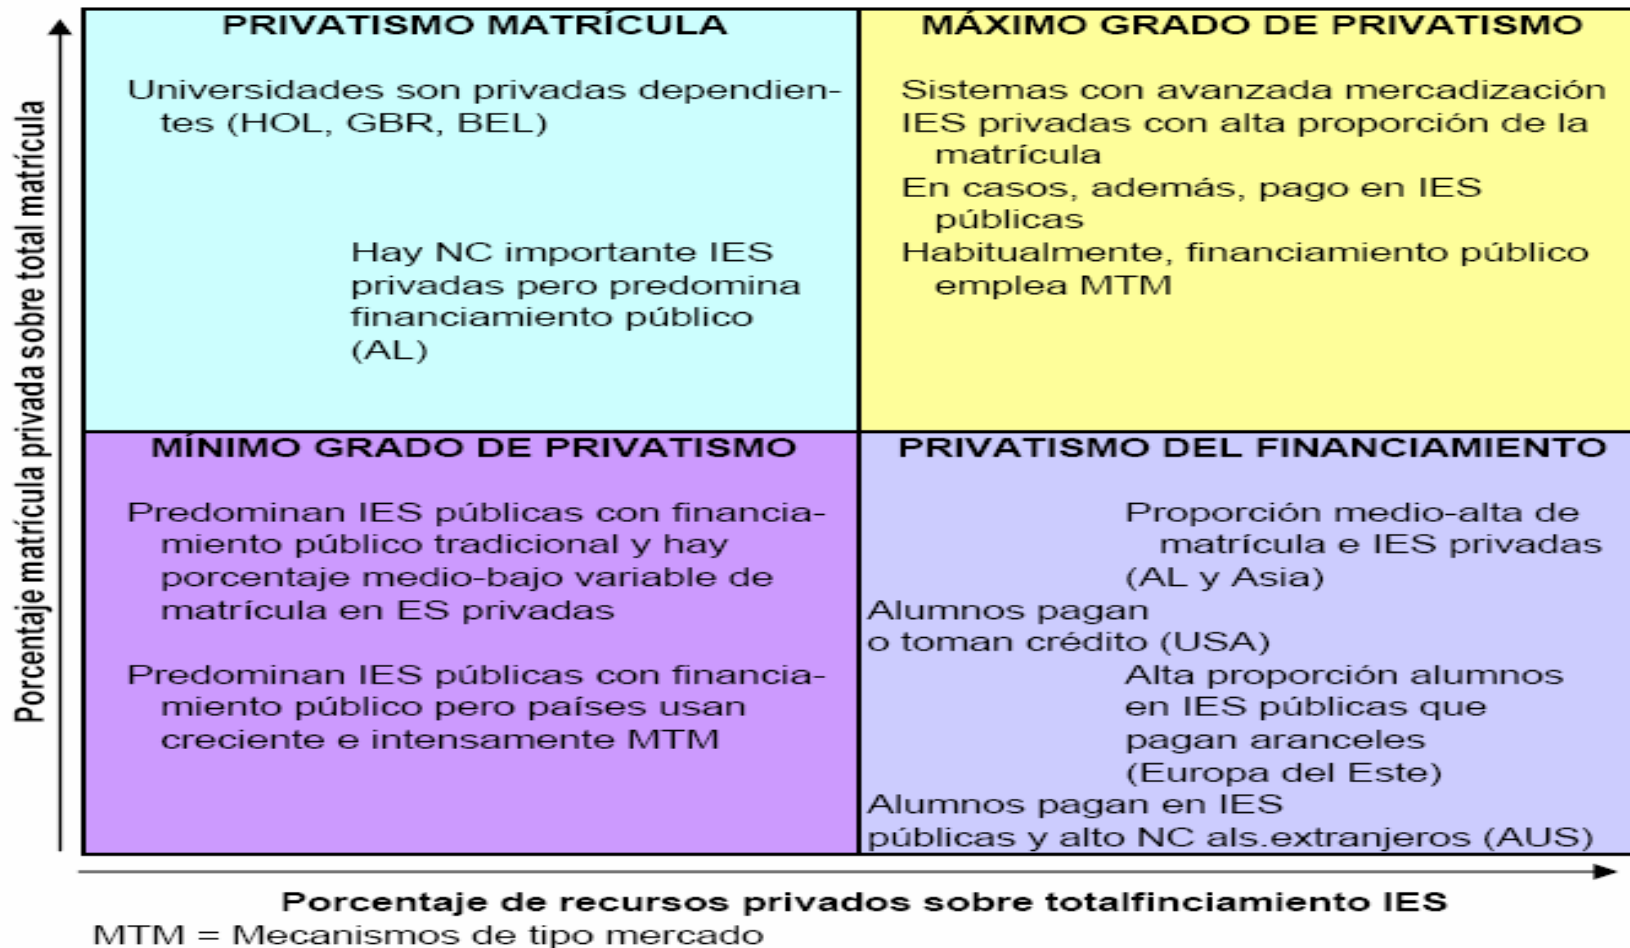 Porcentaje matrícula privada sobre total matrícula
PRIVATISMO MATRÍCULA
Universidades son privadas dependien-
tes (HOL, GBR, BEL)
Hay NC importante IES
privadas pero predomina
financiamiento público
(AL)
MÁXIMO GRADO DE PRIVATISMO
Sistemas con avanzada mercadización
IES privadas con alta proporción de la
matrícula
En casos, además, pago en IES
públicas
Habitualmente, financiamiento público
emplea MTM
MÍNIMO GRADO DE PRIVATISMO
Predominan IES públicas con financia-
miento público tradicional y hay
porcentaje medio-bajo variable de
matrícula en ES privadas
Predominan IES públicas con financia-
miento público pero países usan
creciente e intensamente MTM
PRIVATISMO DEL FINANCIAMIENTO
Proporción medio-alta de
matrícula e IES privadas
(AL y Asia)
Alumnos pagan
o toman crédito (USA)
Alta proporción alumnos
en IES públicas que
pagan aranceles
(Europa del Este)
Alumnos pagan en IES
públicas y alto NC als.extranjeros (AUS)
Porcentaje de recursos privados sobre totalfinciamiento IES
MTM = Mecanismos de tipo mercado